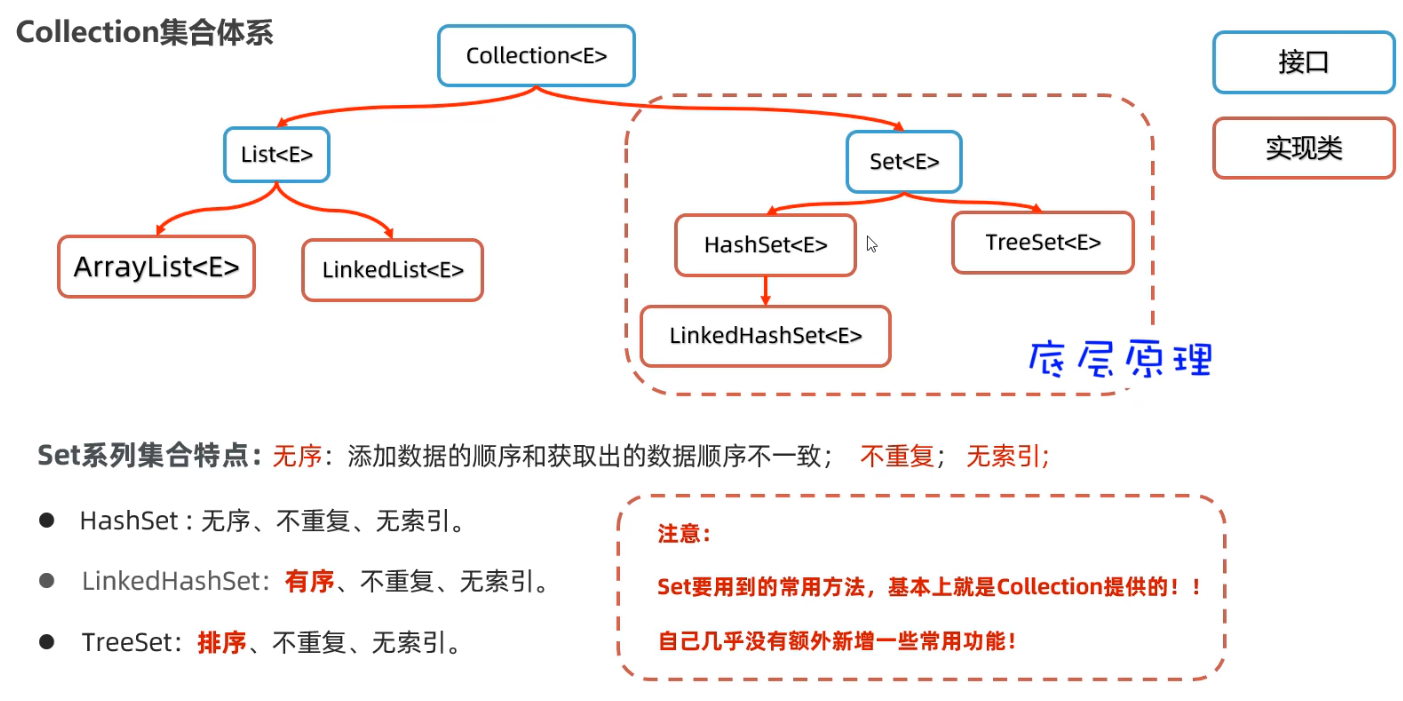 Collection集合体系
Collection<E>
接口
List<E>
Set<E>
实现类
ArrayList<E>
LinkedList<E>
HashSet<E>
TreeSet<E>
LinkedHashSet<E>
底层原理
Set系列集合特点：无序：添加数据的顺序和获取出的数据顺序不一致； 不重复； 无索引;
● HashSet : 无序、不重复、无索引。
● LinkedHashSet：有序、不重复、无索引。
● TreeSet：排序、不重复、无索引。
注意：
Set要用到的常用方法，基本上就是Collection提供的！！
自己几乎没有额外新增一些常用功能！